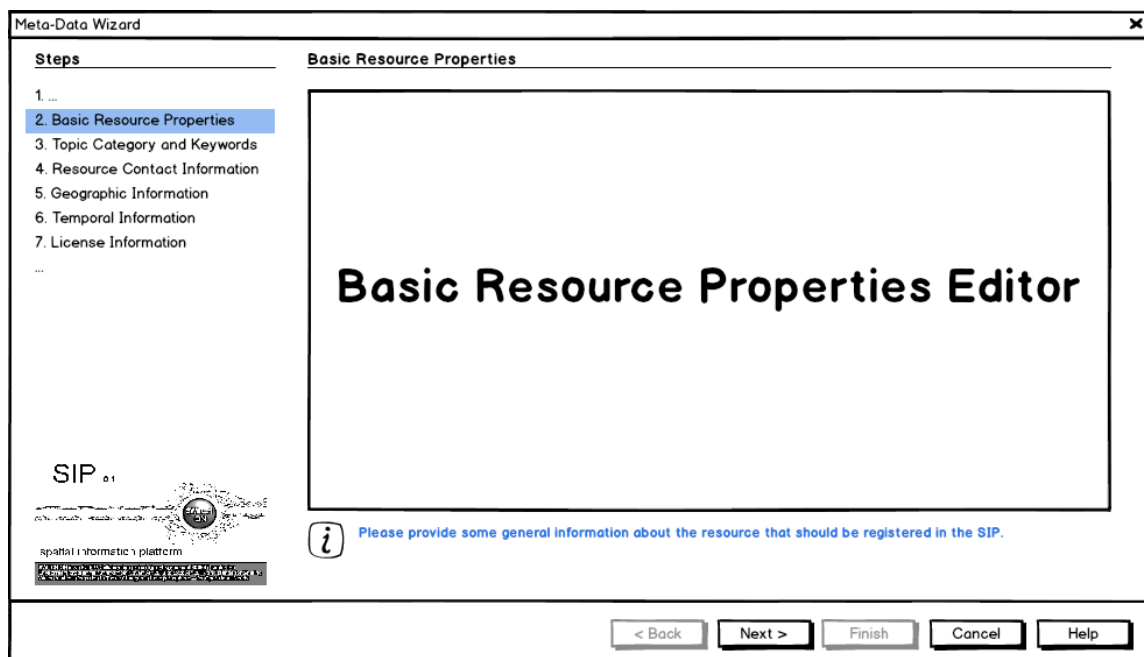 Meta-Data Wizard
Steps
1. ...
2. Basic Resource Properties
3. Topic Category and Keywords
4. Resource Contact Information
5. Geographic Information
6. Temporal Information
7. License Information
...
SIP
spatial information platform
Basic Resource Properties
Basic Resource Properties Editor
i
Please provide some general information about the resource that should be registered in the SIP.
< Back
Next >
Finish
Cancel
Help